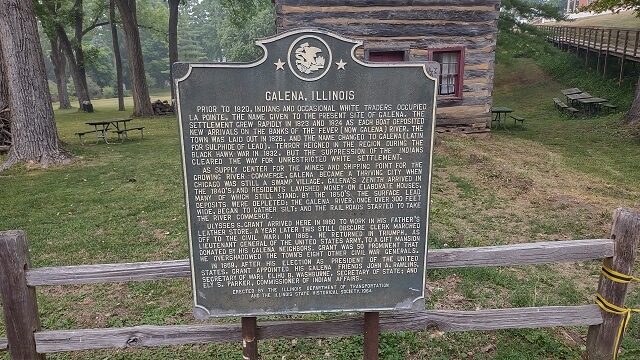 GALENA, ILLINOIS
PRIOR TO 1820, INDIANS AND OCCASIONAL WHITE TRADERS OCCUPIED
LA POINTE, THE NAME GIVEN TO THE PRESENT SITE OF GALENA. THE
SETTLEMENT GREW RAPIDLY IN 1823 AND 1824 AS EACH BOAT DEPOSITED
NEW ARRIVALS ON THE BANKS OF THE FEVER (NOW GALENA) RIVER. THE
TOWN WAS LAID OUT IN 1826, AND THE NAME CHANGED TO GALENA (LATIN
FOR SULPHIDE OF LEAD). TERROR REIGNED IN THE REGION DURING THE
BLACK HAWK WAR IN 1832, BUT THE SUPPRESSION OF THE INDIANS
CLEARED THE WAY FOR UNRESTRICTED WHITE SETTLEMENT.
AS SUPPLY CENTER FOR THE MINES AND SHIPPING POINT FOR THE
GROWING RIVER COMMERCE, GALENA BECAME A THRIVING CITY WHEN
CHICAGO WAS STILL A SWAMP VILLAGE. GALENA'S ZENITH ARRIVED IN
THE 1840'S, AND RESIDENTS LAVISHED MONEY ON ELABORATE HOUSES,
MANY OF WHICH STILL STAND. BY THE 1850'S, THE SURFACE LEAD
DEPOSITS WERE DEPLETED; THE GALENA RIVER, ONCE OVER 300 FEET
WIDE, BEGAN TO GATHER SILT; AND THE RAILROADS STARTED TO TAKE
THE RIVER COMMERCE.
ULYSSES S. GRANT ARRIVED HERE IN 1860 TO WORK IN HIS FATHER'S
LEATHER STORE. A YEAR LATER THIS STILL OBSCURE CLERK MARCHED
OFF TO THE CIVIL WAR. IN 1865, HE RETURNED IN TRIUMPH, AS
LIEUTENANT GENERAL OF THE UNITED STATES ARMY, TO A GIFT MANSION
DONATED BY HIS GALENA NEIGHBORS. GRANT WAS SO PROMINENT THAT
HE OVERSHADOWED THE TOWN'S EIGHT OTHER CIVIL WAR GENERALS.
IN 1869, AFTER HIS ELECTION AS PRESIDENT OF THE UNITED
STATES, GRANT APPOINTED HIS GALENA FRIENDS JOHN A. RAWLINS,
SECRETARY OF WAR; ELIHU B. WASHBURNE, SECRETARY OF STATE; AND
ELY S. PARKER, COMMISSIONER OF INDIAN AFFAIRS.
ERECTED BY THE ILLINOIS DEPARTMENT OF TRANSPORTATION
AND THE ILLINOIS STATE HISTORICAL SOCIETY, 1984